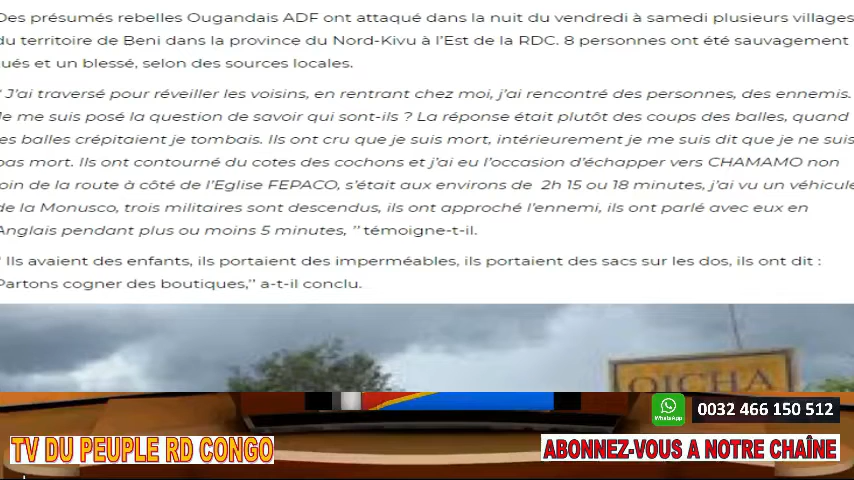 Des présumés rebelles Ougandais ADF ont attaqué dans la nuit du vendredi à samedi plusieurs villages
du territoire de Beni dans la province du Nord-Kivu à l'Est de la RDC. 8 personnes ont été sauvagement
ués et un blessé, selon des sources locales.
" J'ai traversé pour réveiller les voisins, en rentrant chez moi, j'ai rencontré des personnes, des ennemis.
Je me suis posé la question de savoir qui sont-ils ? La réponse était plutôt des coups des balles, quand
les balles crépitaient je tombais. Ils ont cru que je suis mort, intérieurement je me suis dit que je ne suis
pas mort. Ils ont contourné du cotes des cochons et j'ai eu l'occasion d'échapper vers CHAMAMO non
loin de la route à côté de l'Eglise FEPACO, s'était aux environs de 2h 15 ou 18 minutes, j'ai vu un véhicule
de la Monusco, trois militaires sont descendus, ils ont approché l'ennemi, ils ont parlé avec eux en
Anglais pendant plus ou moins 5 minutes, '' témoigne-t-il.
" Ils avaient des enfants, ils portaient des imperméables, ils portaient des sacs sur les dos, ils ont dit :
Partons cogner des boutiques,'' a-t-il conclu.
OICHA
WhatsApp
0032 466 150 512
TV DU PEUPLE RD CONGO
ABONNEZ-VOUS A NOTRE CHAÎNE